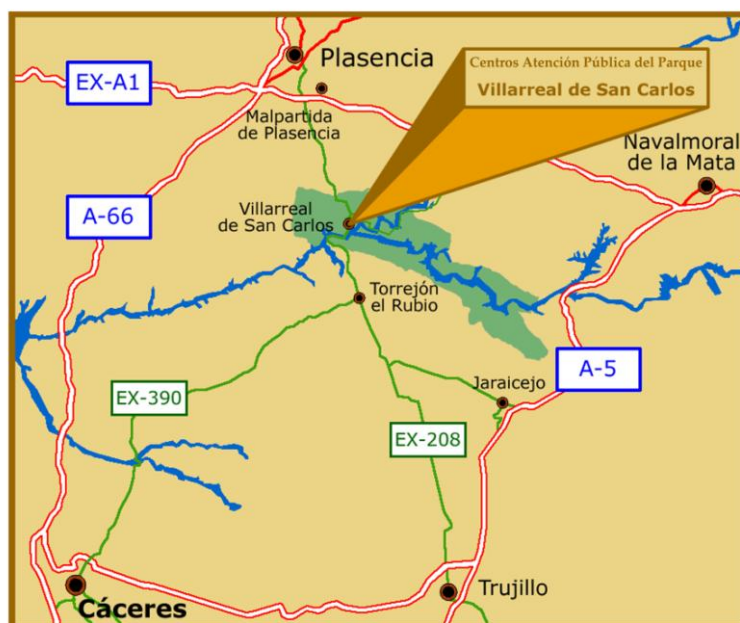 Plasencia
Centros Atención Pública del Parque
Villarreal de San Carlos
EX-A1
Malpartida
de Plasencia
Navalmoral
de la Mata
A-66
Villarreal
de San Carlos
Torrejón
el Rubio
A-5
Jaraicejo
EX-390
EX-208
Cáceres
Trujillo